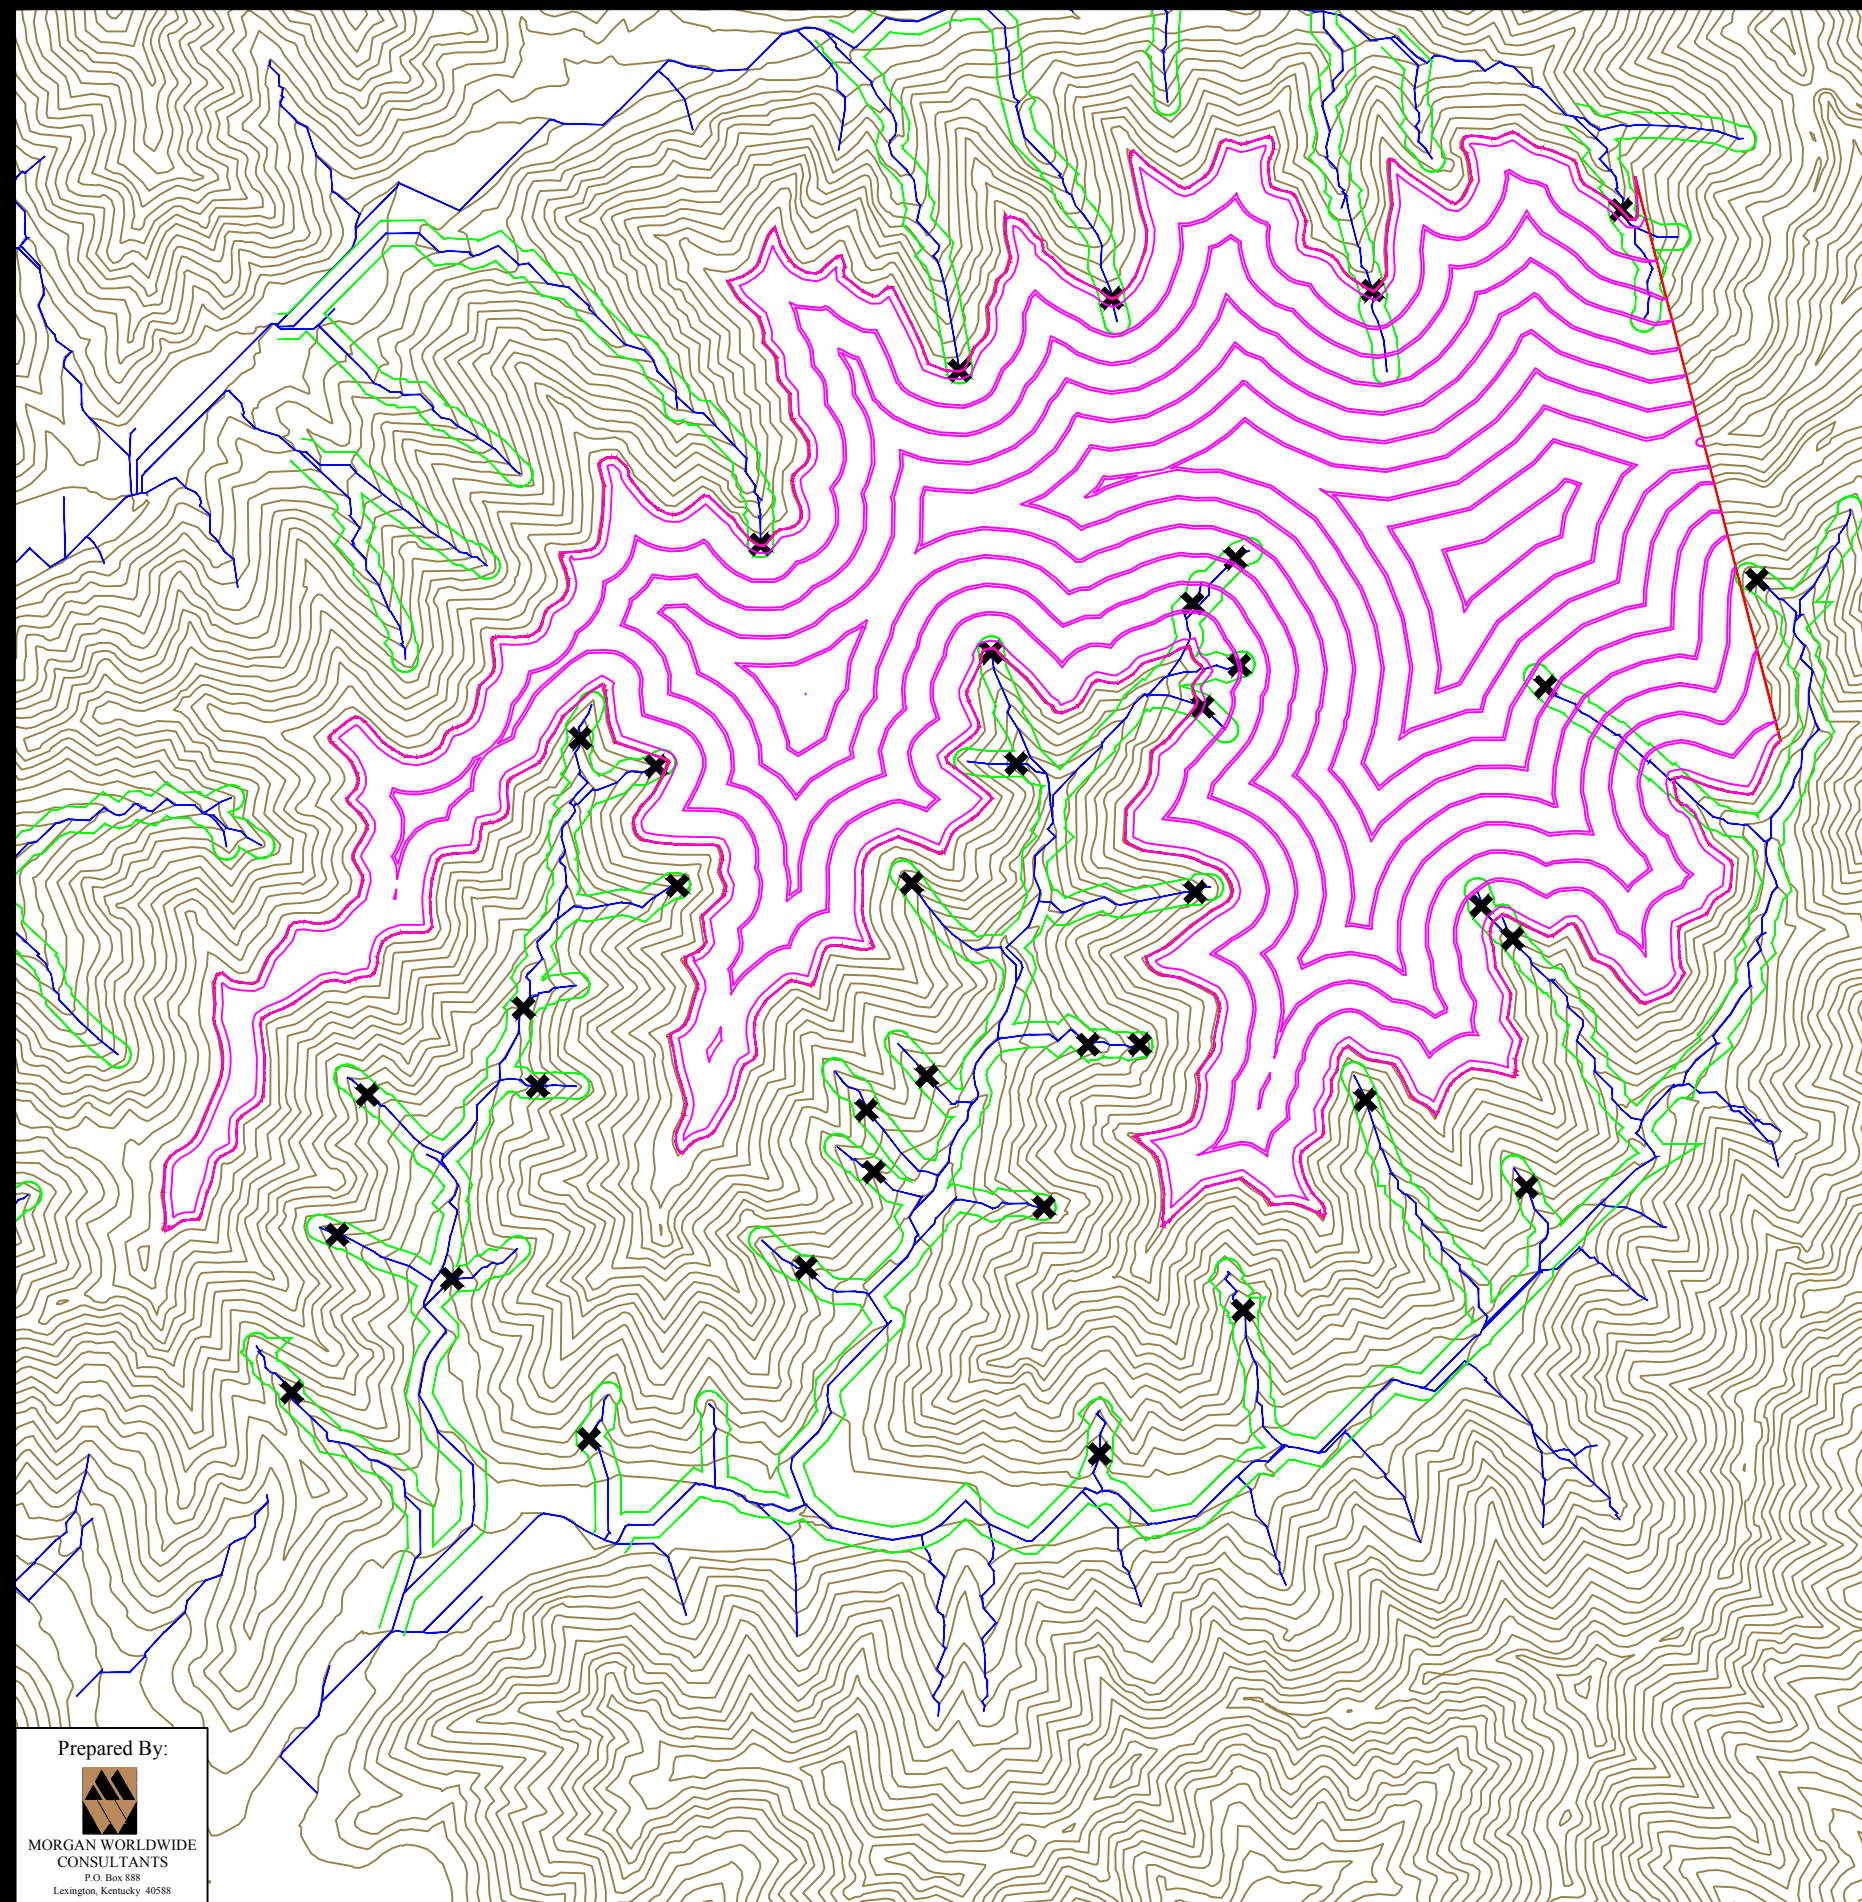 Prepared By:
MORGAN WORLDWIDE
CONSULTANTS
P.O. Box 888
Lexington, Kentucky 40588